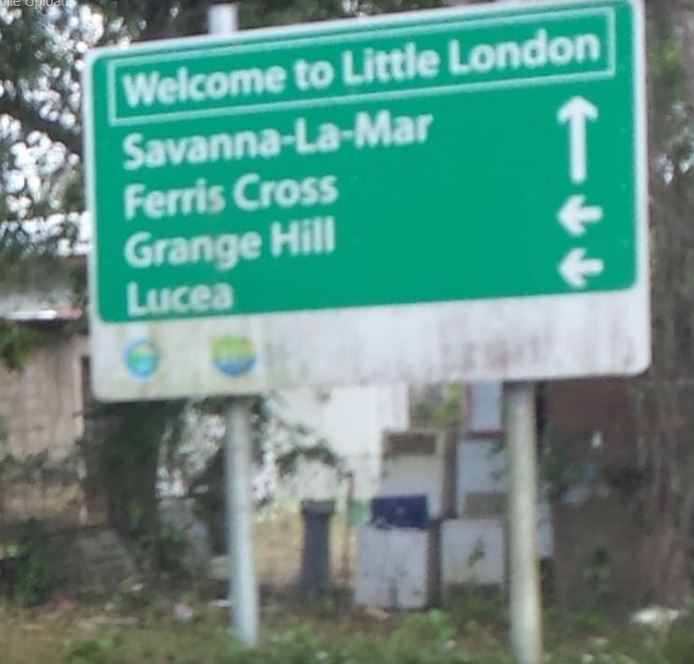 Welcome to Little London
Savanna-La-Mar
Ferris Cross
Grange Hill
Lucea